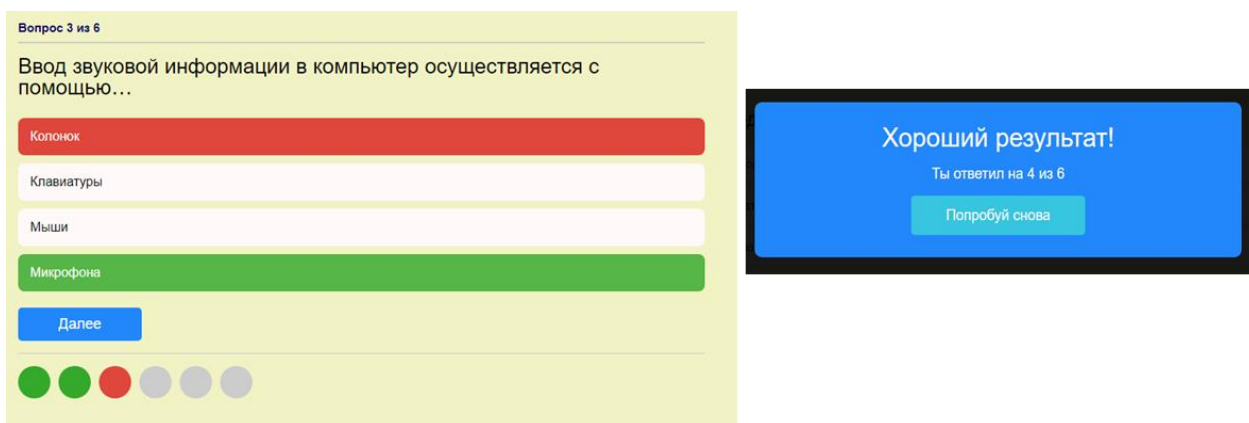 Вопрос 3 из 6
Ввод звуковой информации в компьютер осуществляется с
помощью…
Колонок
Клавиатуры
Мыши
Микрофона
Далее
Хороший результат!
Ты ответил на 4 из 6
Попробуй снова